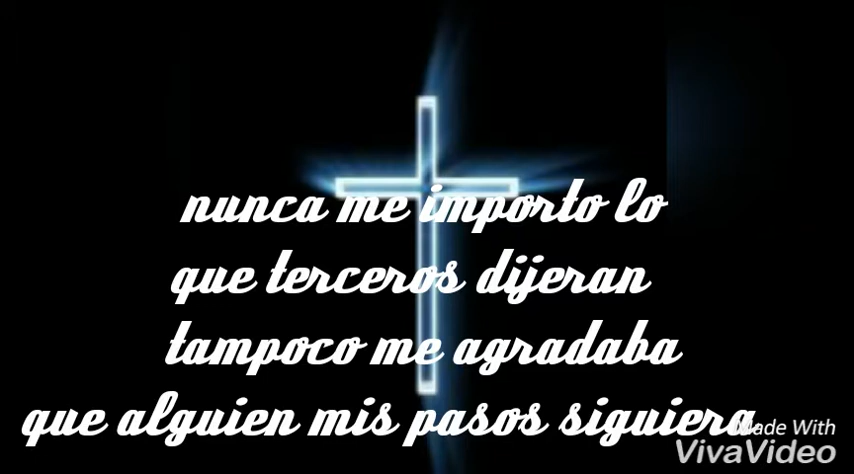 nunca me importo lo
que terceros dijeran
tampoco me agradaba
que alguien mis pasos siguiera
Made With
VivaVideo